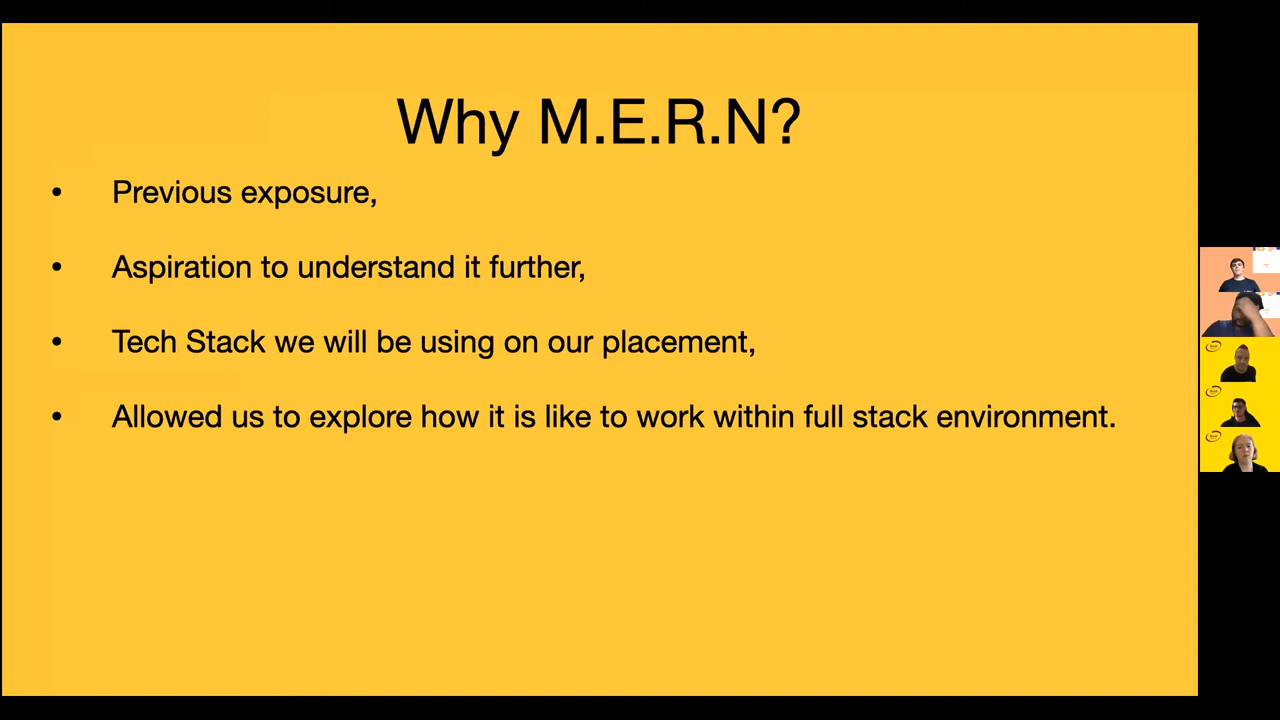 Why M.E.R.N?
• Previous exposure,
• Aspiration to understand it further,
• Tech Stack we will be using on our placement,
• Allowed us to explore how it is like to work within full stack environment.